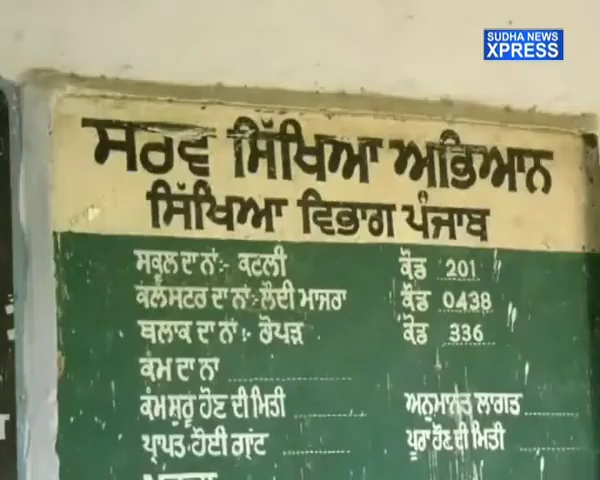 SUDHA NEWS
XPRESS
ਸਰਵ ਸਿੱਖਿਆ ਅਭਿਆਨ
ਸਿੱਖਿਆ ਵਿਭਾਗ ਪੰਜਾਬ
ਸਕੂਲ ਦਾ ਨਾਂ:- ਕਟਲੀ ਕੋਡ 201
ਕਲੱਸਟਰ ਦਾ ਨਾਂ:- ਲੋਦੀ ਮਾਜਰਾ ਕੋਡ 0438
ਬਲਾਕ ਦਾ ਨਾਂ:- ਰੋਪੜ ਕੋਡ 336
ਕੰਮ ਦਾ ਨਾ
ਕੰਮ ਸ਼ੁਰੂ ਹੋਣ ਦੀ ਮਿਤੀ ਅਨੁਮਾਨਤ ਲਾਗਤ
ਪ੍ਰਾਪਤ ਹੋਈ ਗ੍ਰਾਂਟ ਪੂਰਾ ਹੋਣ ਦੀ ਮਿਤੀ